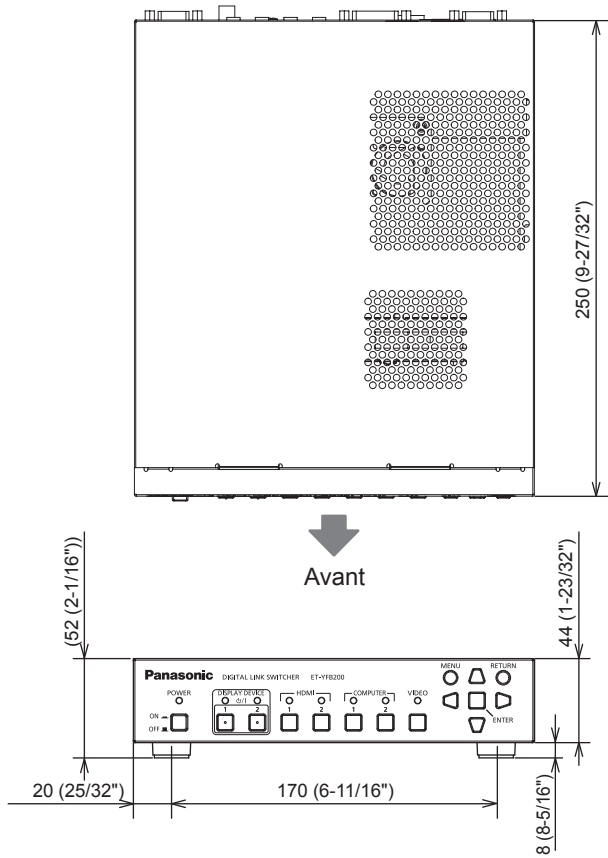 250 (9-27/32")
Avant
(52 (2-1/16"))
44 (1-23/32")
Panasonic DIGITAL LINK SWITCHER ET-YFB200
MENU RETURN
POWER DISPLAY DEVICE HDMI COMPUTER VIDEO
⏻/I
1 2 1 2 1 2
ON
OFF
ENTER
20 (25/32")
170 (6-11/16")
8 (8-5/16")